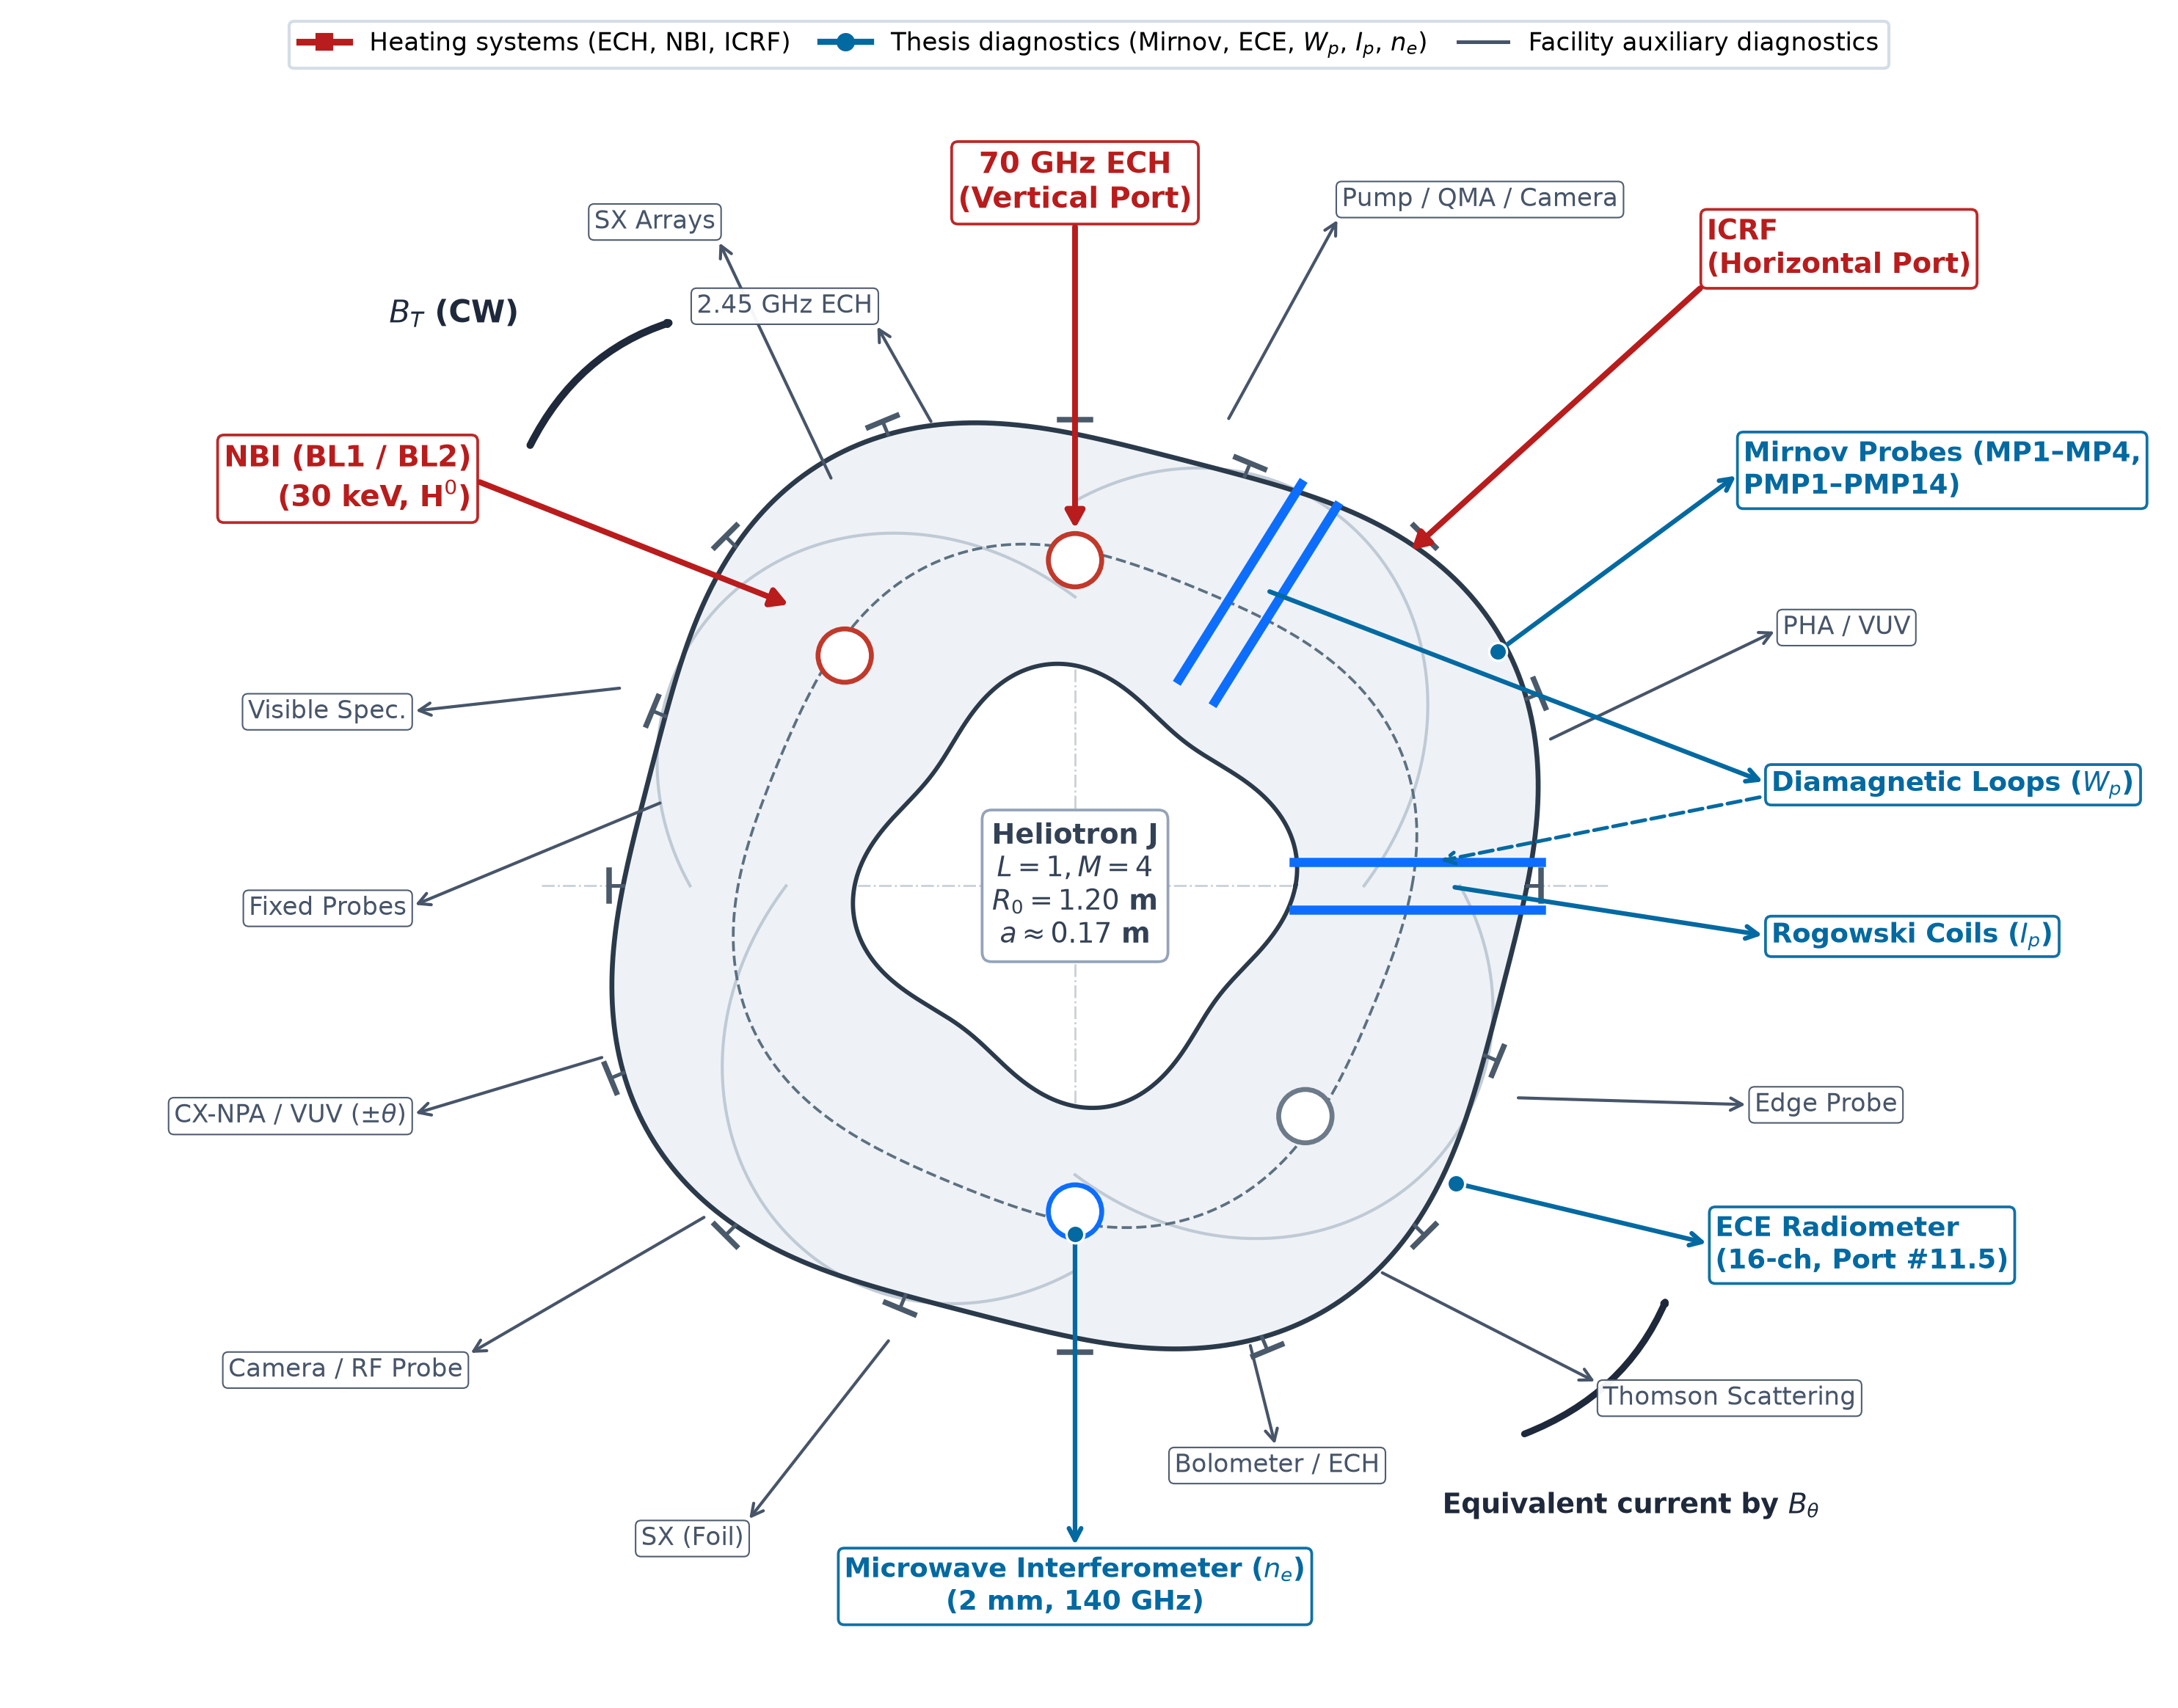 Heating systems (ECH, NBI, ICRF)
Thesis diagnostics (Mirnov, ECE, Wₚ, Iₚ, nₑ)
Facility auxiliary diagnostics
70 GHz ECH
(Vertical Port)
Pump / QMA / Camera
SX Arrays
ICRF
(Horizontal Port)
2.45 GHz ECH
B_T (CW)
NBI (BL1 / BL2)
(30 keV, H⁰)
Mirnov Probes (MP1–MP4,
PMP1–PMP14)
PHA / VUV
Visible Spec.
Diamagnetic Loops (Wₚ)
Heliotron J
L = 1, M = 4
R₀ = 1.20 m
a ≈ 0.17 m
Fixed Probes
Rogowski Coils (Iₚ)
CX-NPA / VUV (±θ)
Edge Probe
ECE Radiometer
(16-ch, Port #11.5)
Camera / RF Probe
Thomson Scattering
Bolometer / ECH
Equivalent current by B_θ
SX (Foil)
Microwave Interferometer (nₑ)
(2 mm, 140 GHz)